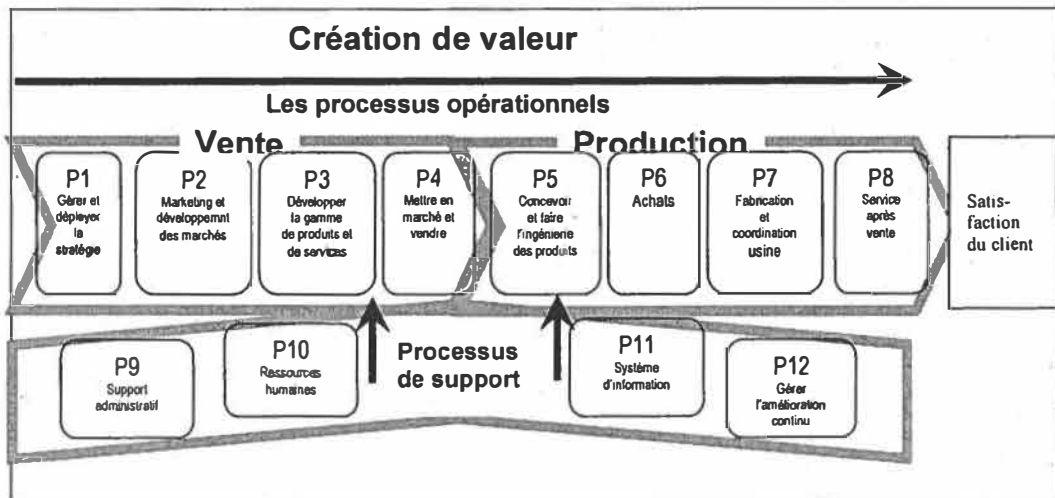 Création de valeur
Les processus opérationnels
Vente
Production
P1
Gérer et
déployer
la
stratégie
P2
Marketing et
développemnt
des marchés
P3
Développer
la gamme
de produits et
de services
P4
Mettre en
marché et
vendre
P5
Concevoir
et faire
l'ingénierie
des produits
P6
Achats
P7
Fabrication
et
coordination
usine
P8
Service
après
vente
Satis-
faction
du client
P9
Support
administratif
P10
Ressources
humaines
Processus
de support
P11
Système
d'information
P12
Gérer
l'amélioration
continu